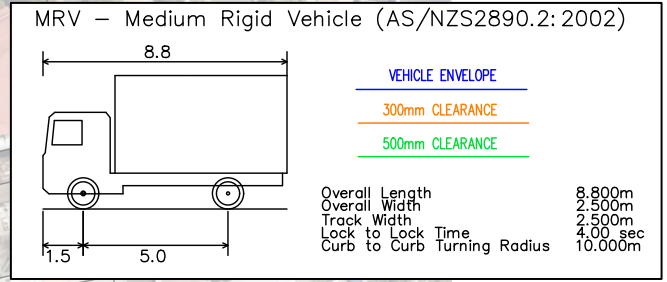 MRV – Medium Rigid Vehicle (AS/NZS2890.2:2002)
8.8
VEHICLE ENVELOPE
300mm CLEARANCE
500mm CLEARANCE
Overall Length 8.800m
Overall Width 2.500m
Track Width 2.500m
Lock to Lock Time 4.00 sec
Curb to Curb Turning Radius 10.000m
1.5 5.0